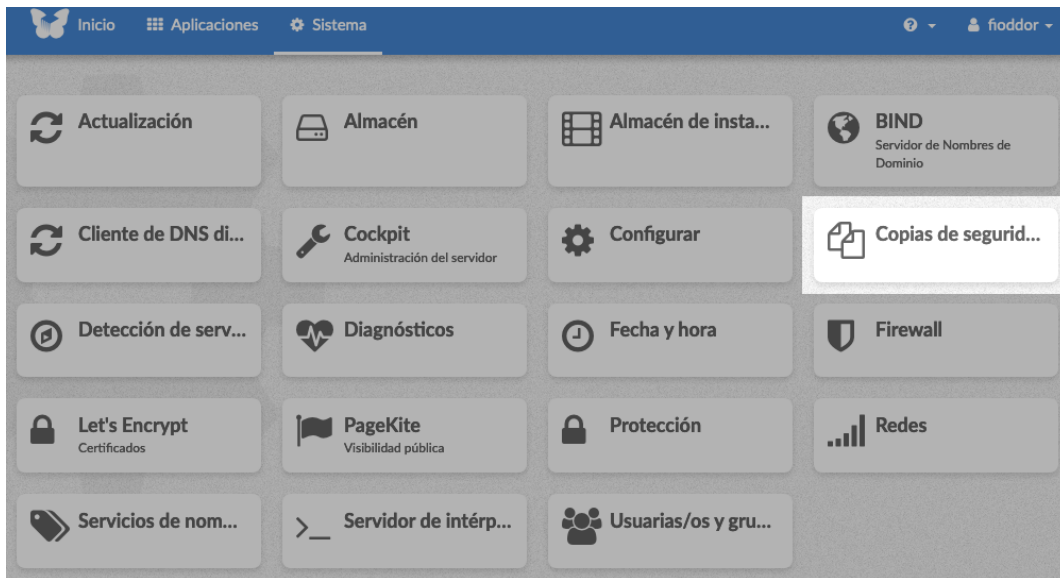 Inicio Aplicaciones Sistema fioddor
Actualización
Almacén
Almacén de insta...
BIND
Servidor de Nombres de
Dominio
Cliente de DNS di...
Cockpit
Administración del servidor
Configurar
Copias de segurid...
Detección de serv...
Diagnósticos
Fecha y hora
Firewall
Let's Encrypt
Certificados
PageKite
Visibilidad pública
Protección
Redes
Servicios de nom...
Servidor de intérp...
Usuarias/os y gru...